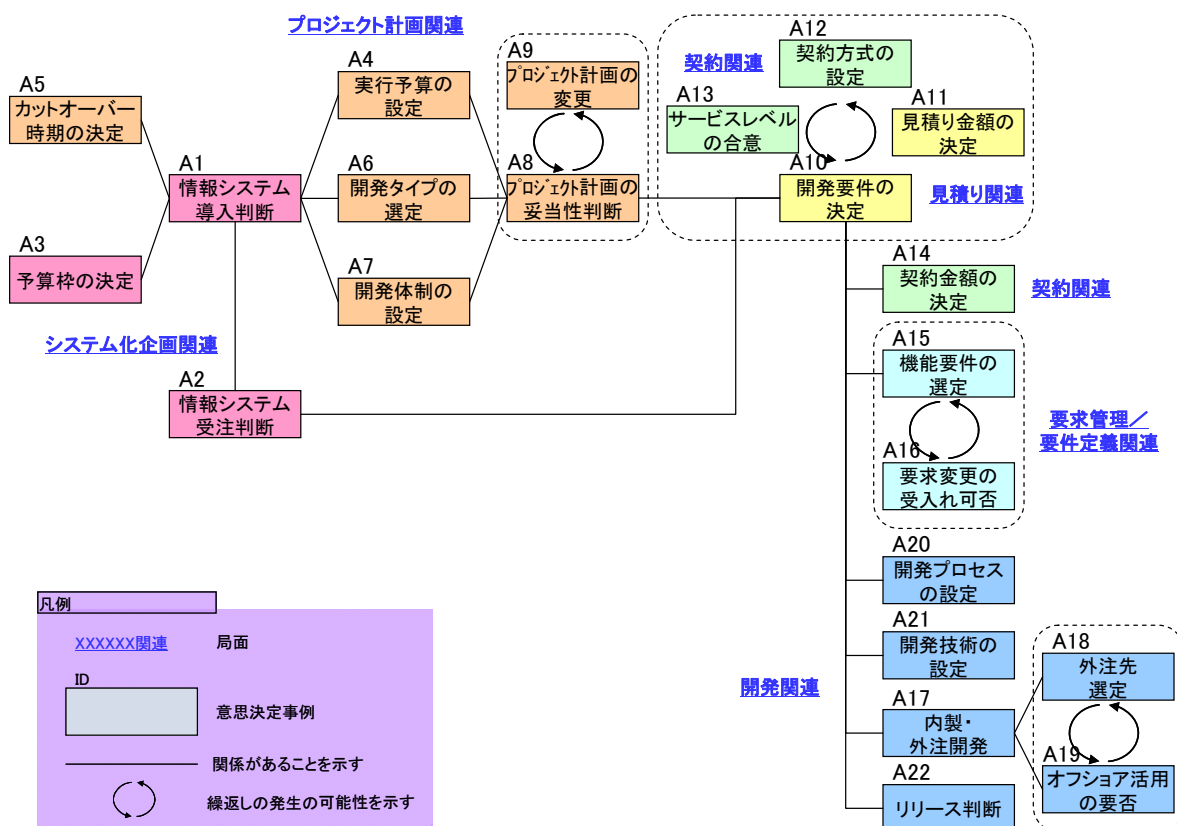 プロジェクト計画関連
A5
カットオーバー
時期の決定
A3
予算枠の決定
A1
情報システム
導入判断
システム化企画関連
A2
情報システム
受注判断
A4
実行予算の
設定
A6
開発タイプの
選定
A7
開発体制の
設定
A9
プロジェクト計画の
変更
A8
プロジェクト計画の
妥当性判断
契約関連
A12
契約方式の
設定
A13
サービスレベル
の合意
A11
見積り金額の
決定
A10
開発要件の
決定
見積り関連
A14
契約金額の
決定
契約関連
A15
機能要件の
選定
A16
要求変更の
受入れ可否
要求管理／
要件定義関連
A20
開発プロセス
の設定
A21
開発技術の
設定
開発関連
A17
内製・
外注開発
A18
外注先
選定
A19
オフショア活用
の要否
A22
リリース判断
凡例
XXXXXX関連
局面
ID
意思決定事例
関係があることを示す
繰返しの発生の可能性を示す